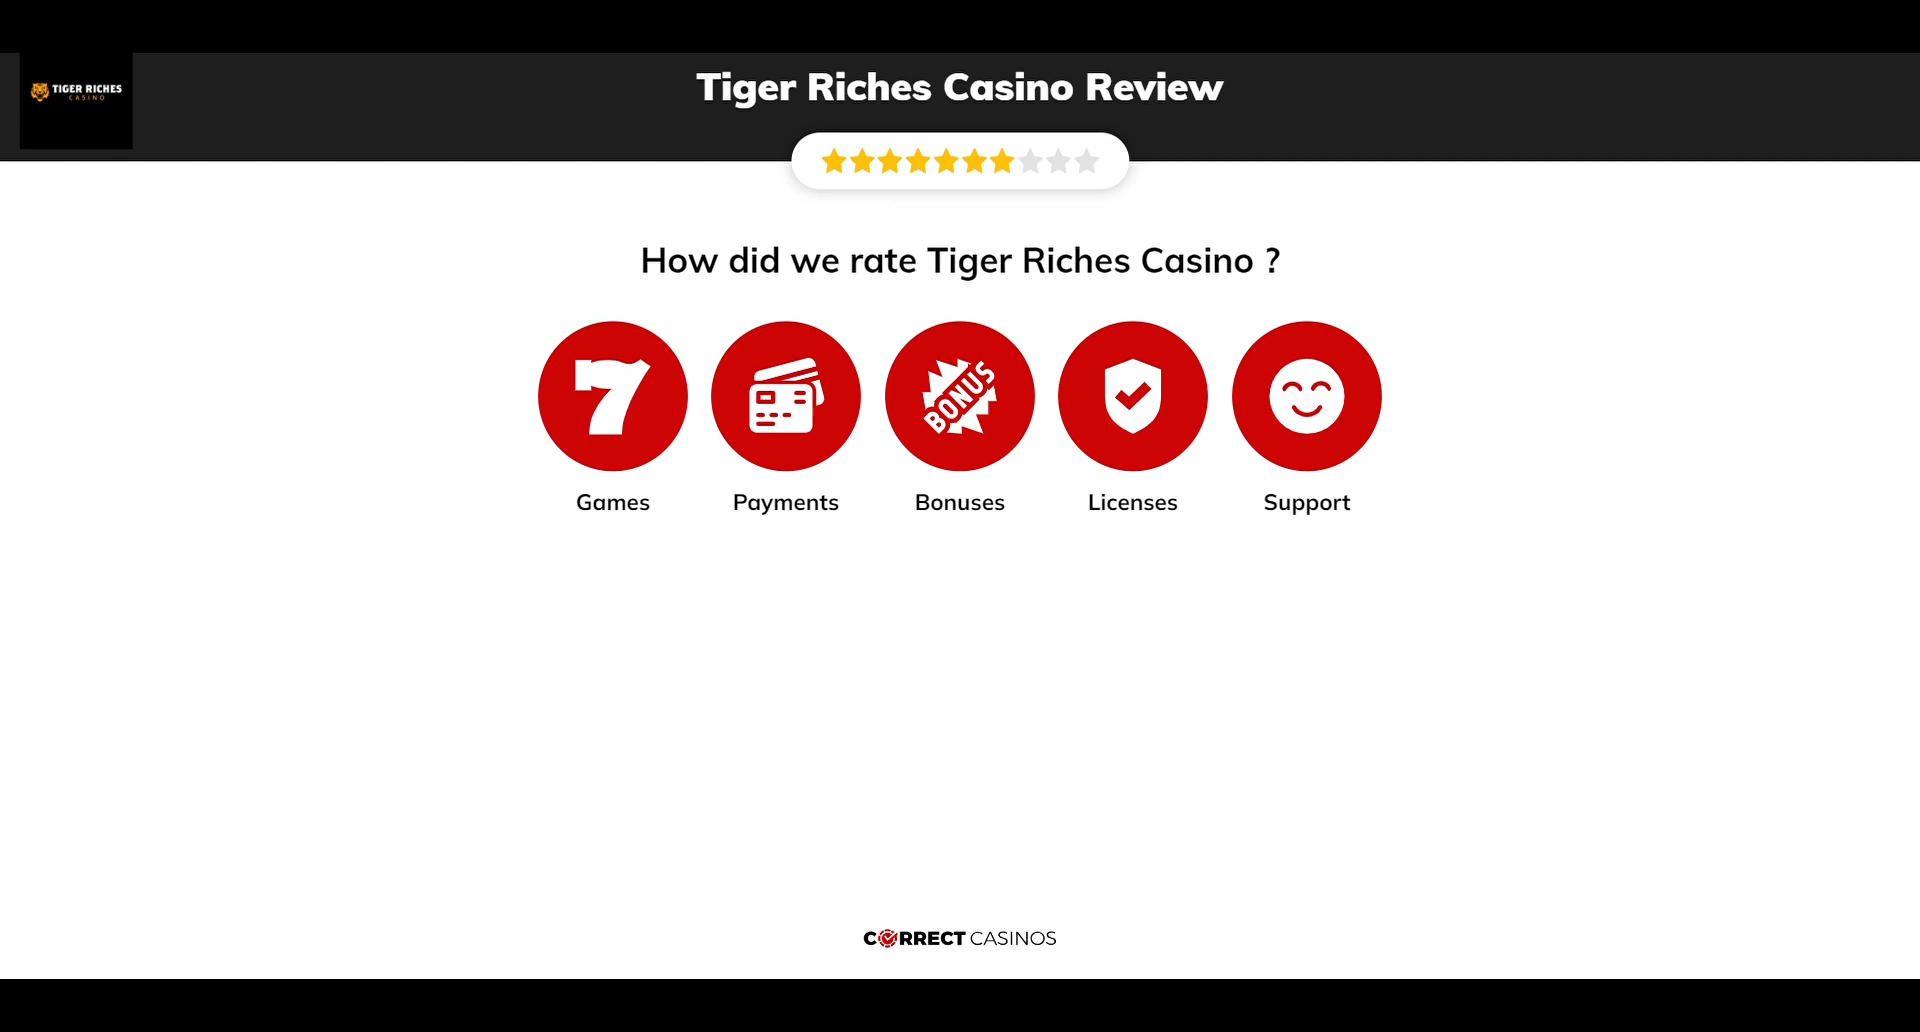 TIGER RICHES
CASINO
Tiger Riches Casino Review
How did we rate Tiger Riches Casino ?
7
BONUS
Games
Payments
Bonuses
Licenses
Support
CORRECT CASINOS